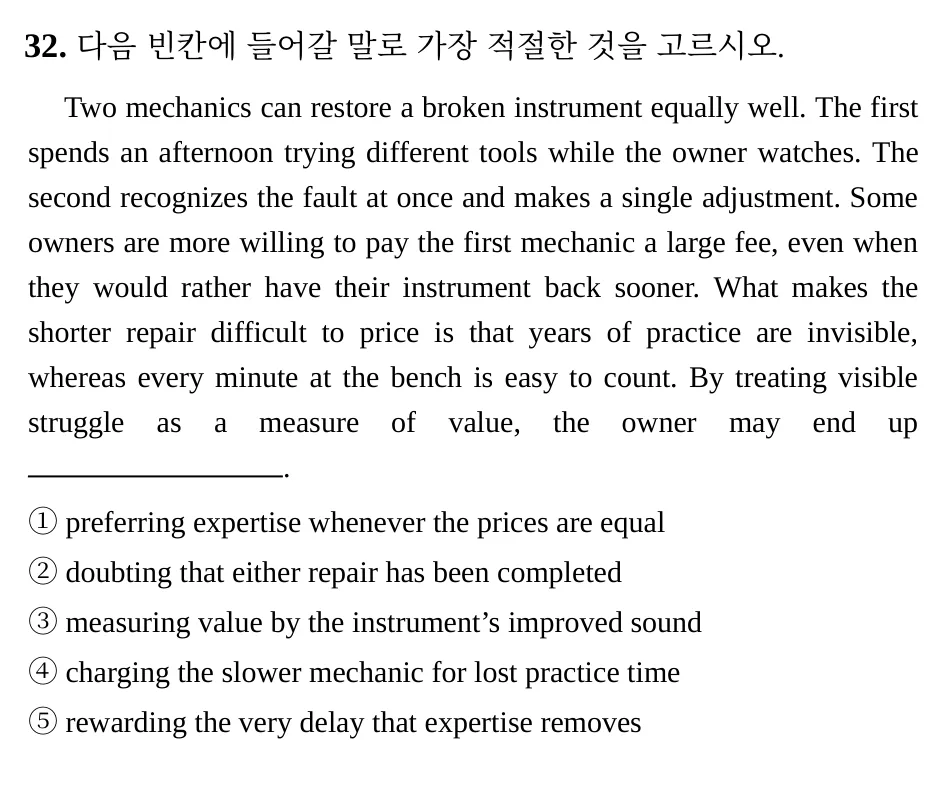 32. 다음 빈칸에 들어갈 말로 가장 적절한 것을 고르시오.
Two mechanics can restore a broken instrument equally well. The first
spends an afternoon trying different tools while the owner watches. The
second recognizes the fault at once and makes a single adjustment. Some
owners are more willing to pay the first mechanic a large fee, even when
they would rather have their instrument back sooner. What makes the
shorter repair difficult to price is that years of practice are invisible,
whereas every minute at the bench is easy to count. By treating visible
struggle as a measure of value, the owner may end up
_________________.
① preferring expertise whenever the prices are equal
② doubting that either repair has been completed
③ measuring value by the instrument’s improved sound
④ charging the slower mechanic for lost practice time
⑤ rewarding the very delay that expertise removes